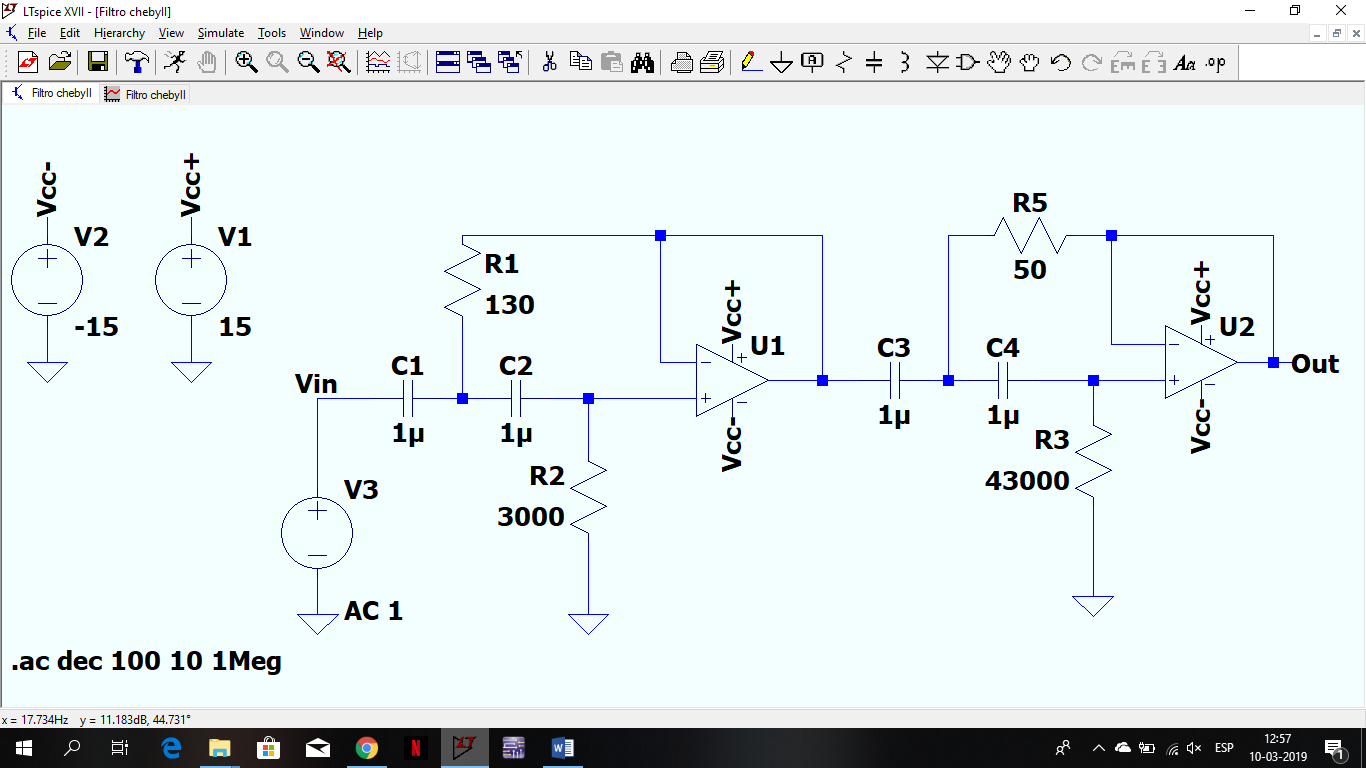 LTspice XVII - [Filtro chebyII]
File Edit Hierarchy View Simulate Tools Window Help
Aa .op
Filtro chebyII Filtro chebyII
Vcc- Vcc+
V2 V1
-15 15
R1
130
R5
50
Vcc+ U1
Vcc+ U2
C1 C2 C3 C4
1µ 1µ 1µ 1µ
Vin Out
Vcc- Vcc-
R2
3000
R3
43000
V3
AC 1
.ac dec 100 10 1Meg
x = 17.734Hz y = 11.183dB, 44.731°
ESP 12:57
10-03-2019 1